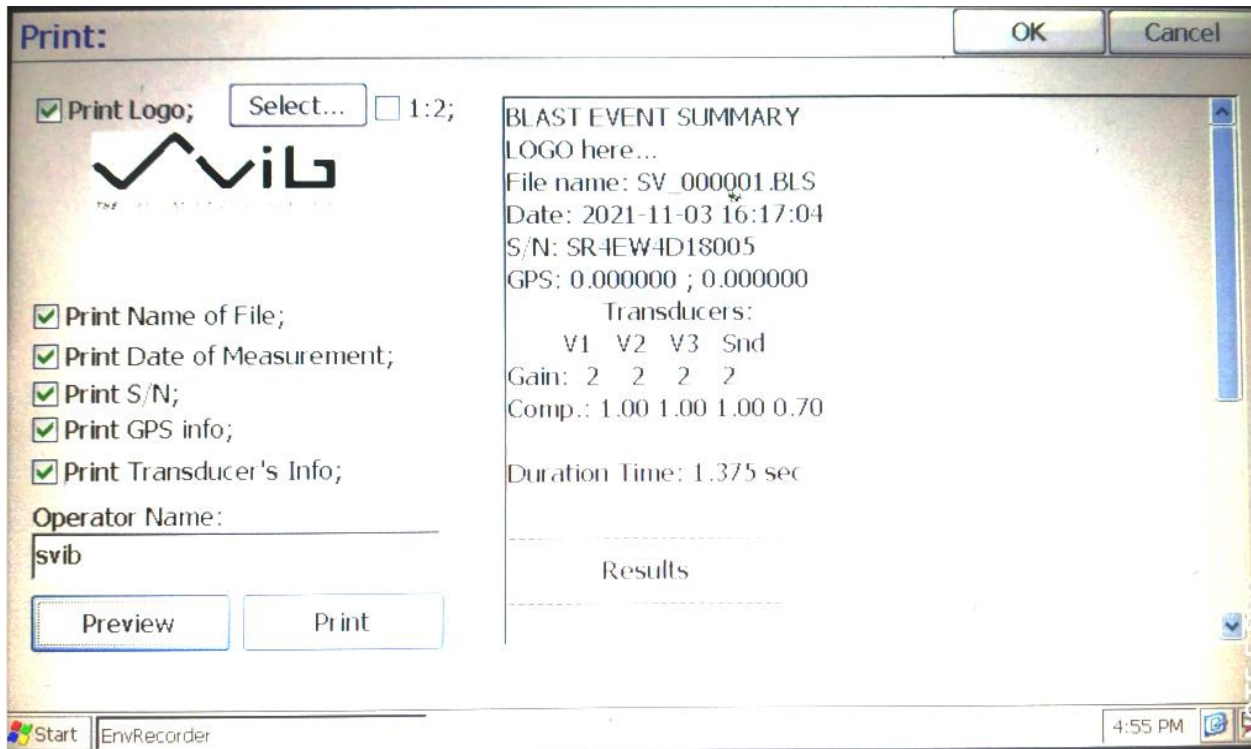 Print:
OK
Cancel
Print Logo;
Select...
1:2;
vib
THE
Print Name of File;
Print Date of Measurement;
Print S/N;
Print GPS info;
Print Transducer's Info;
Operator Name:
svib
Preview
Print
BLAST EVENT SUMMARY
LOGO here...
File name: SV_000001.BLS
Date: 2021-11-03 16:17:04
S/N: SR4EW4D18005
GPS: 0.000000 ; 0.000000
Transducers:
V1 V2 V3 Snd
Gain: 2 2 2 2
Comp.: 1.00 1.00 1.00 0.70
Duration Time: 1.375 sec
Results
Start
EnvRecorder
4:55 PM